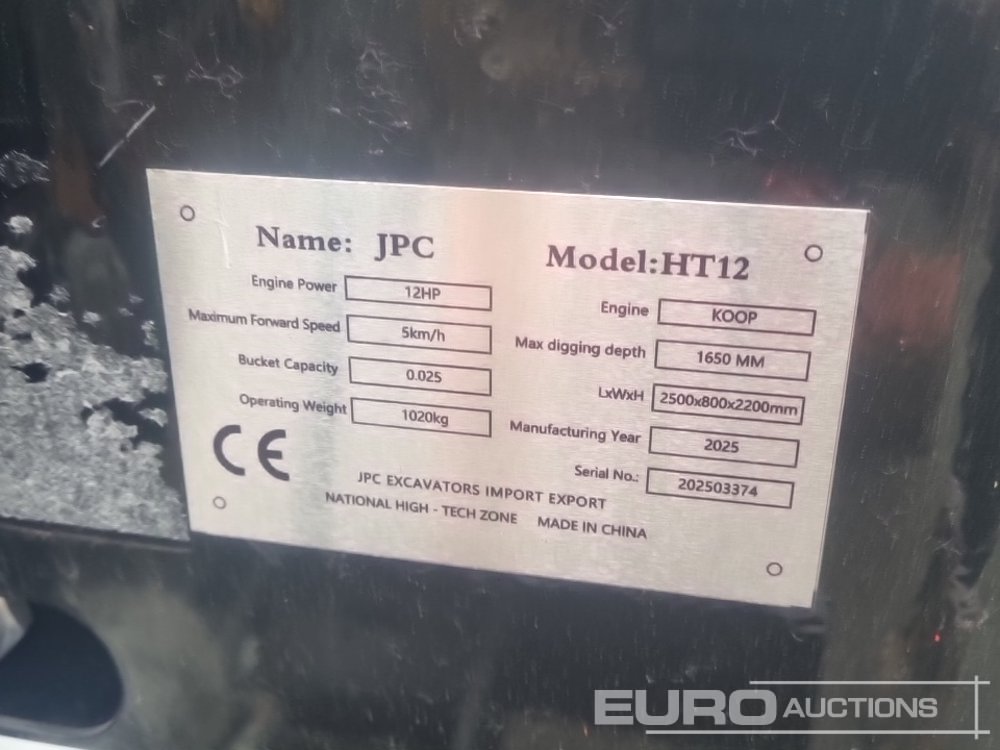 Name: JPC
Engine Power 12HP
Maximum Forward Speed 5km/h
Bucket Capacity 0.025
Operating Weight 1020kg
Model:HT12
Engine KOOP
Max digging depth 1650 MM
LxWxH 2500x800x2200mm
Manufacturing Year 2025
Serial No.: 202503374
CE
JPC EXCAVATORS IMPORT EXPORT
NATIONAL HIGH - TECH ZONE MADE IN CHINA
EURO AUCTIONS